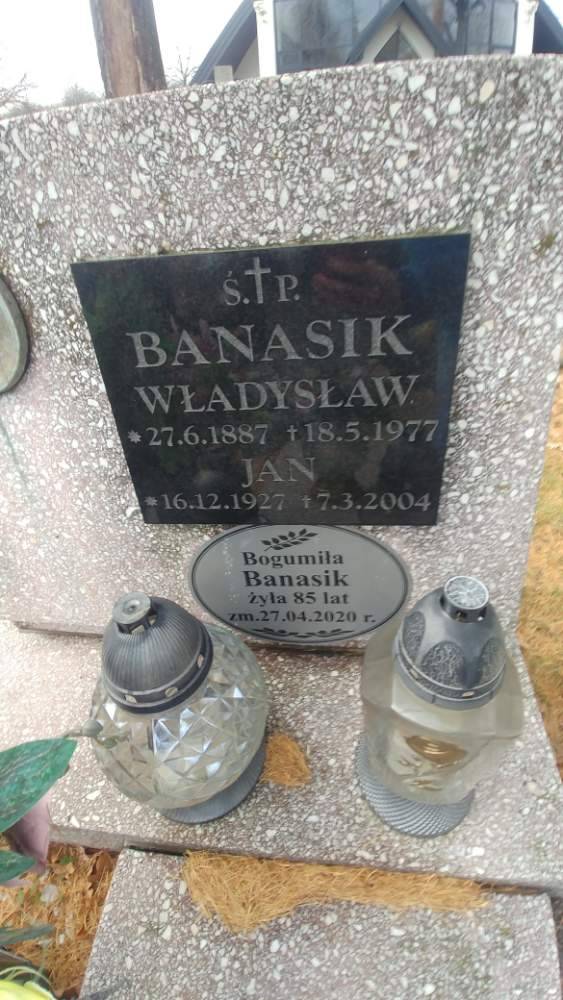 Ś.†P.
BANASIK
WŁADYSŁAW
*27.6.1887 †18.5.1977
JAN
*16.12.1927 †7.3.2004
Bogumiła
Banasik
żyła 85 lat
zm.27.04.2020 r.